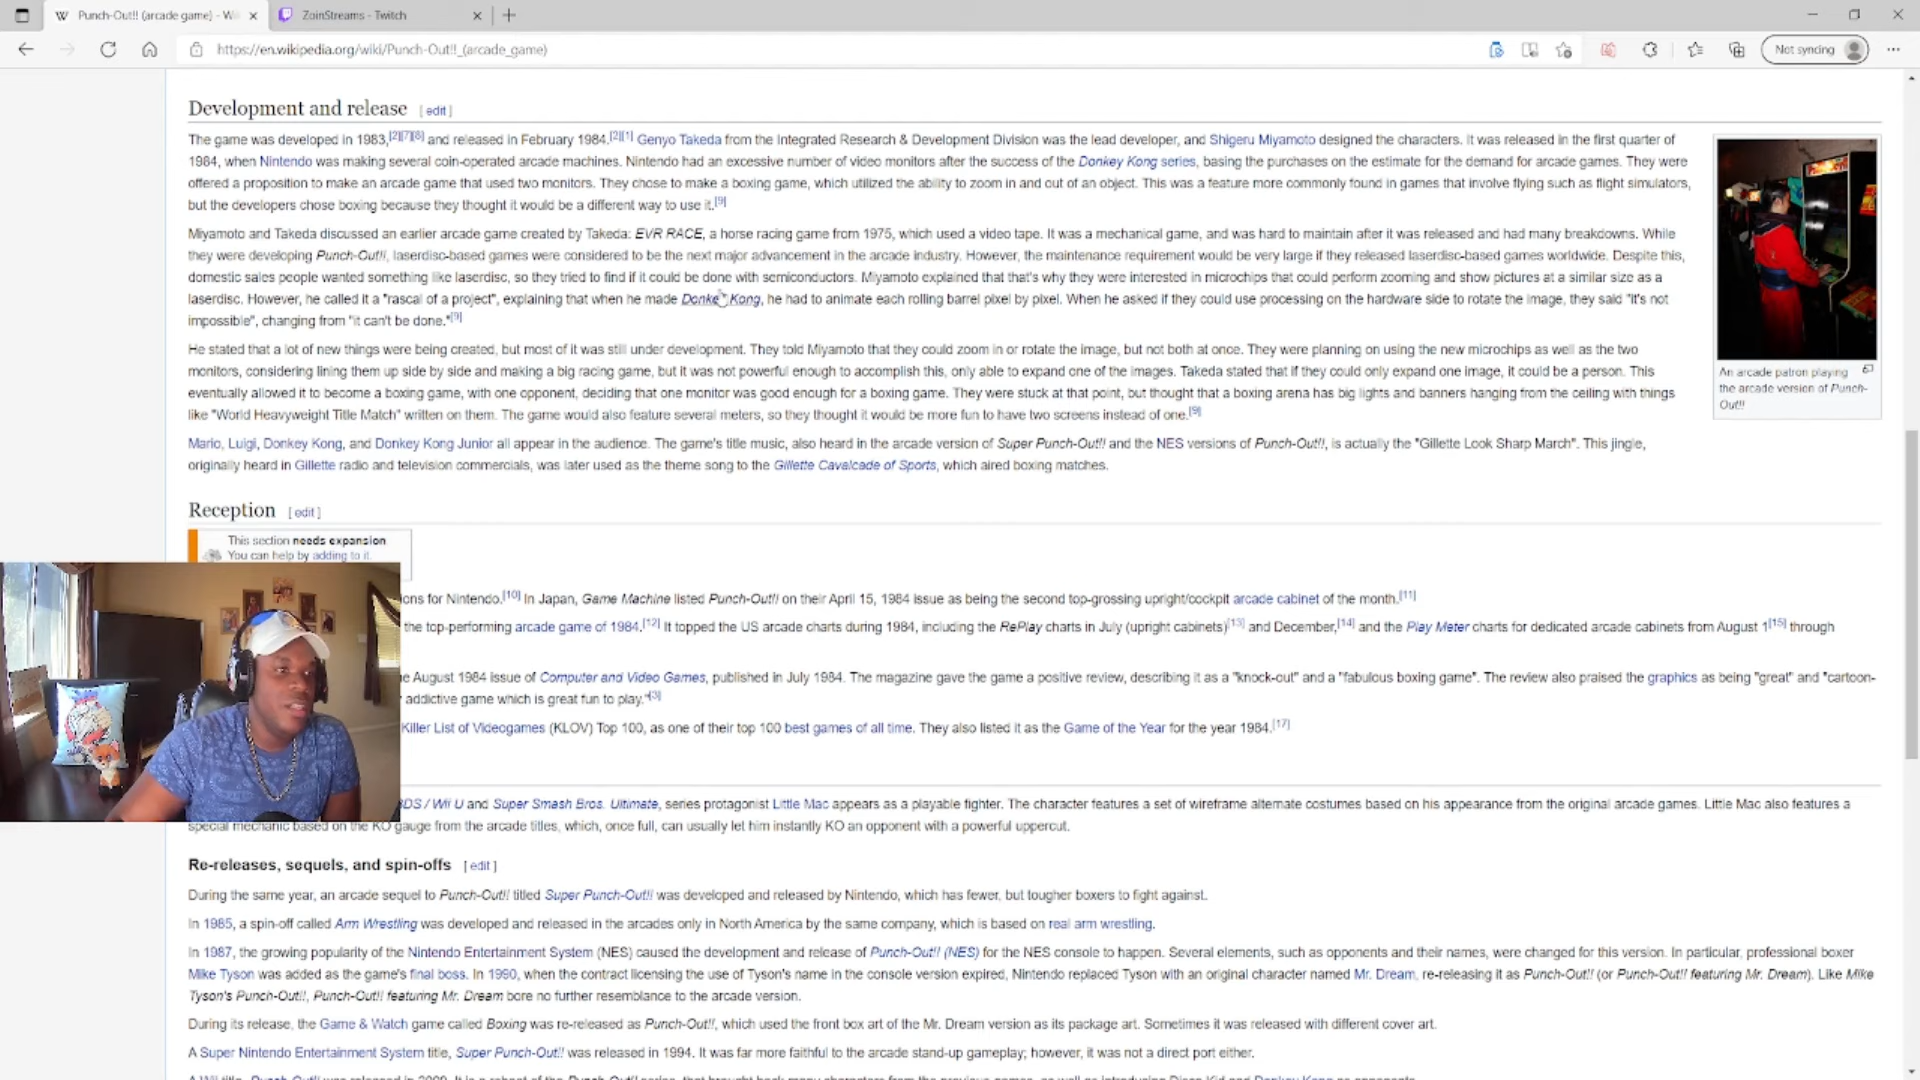 Punch-Out!! (arcade game) - Wi
ZoinStreams - Twitch
https://en.wikipedia.org/wiki/Punch-Out!!_(arcade_game)
Not syncing
Development and release [ edit ]
The game was developed in 1983,[2][7][8] and released in February 1984.[2][1] Genyo Takeda from the Integrated Research & Development Division was the lead developer, and Shigeru Miyamoto designed the characters. It was released in the first quarter of
1984, when Nintendo was making several coin-operated arcade machines. Nintendo had an excessive number of video monitors after the success of the Donkey Kong series, basing the purchases on the estimate for the demand for arcade games. They were
offered a proposition to make an arcade game that used two monitors. They chose to make a boxing game, which utilized the ability to zoom in and out of an object. This was a feature more commonly found in games that involve flying such as flight simulators,
but the developers chose boxing because they thought it would be a different way to use it.[9]
Miyamoto and Takeda discussed an earlier arcade game created by Takeda: EVR RACE, a horse racing game from 1975, which used a video tape. It was a mechanical game, and was hard to maintain after it was released and had many breakdowns. While
they were developing Punch-Out!!, laserdisc-based games were considered to be the next major advancement in the arcade industry. However, the maintenance requirement would be very large if they released laserdisc-based games worldwide. Despite this,
domestic sales people wanted something like laserdisc, so they tried to find if it could be done with semiconductors. Miyamoto explained that that's why they were interested in microchips that could perform zooming and show pictures at a similar size as a
laserdisc. However, he called it a "rascal of a project", explaining that when he made Donkey Kong, he had to animate each rolling barrel pixel by pixel. When he asked if they could use processing on the hardware side to rotate the image, they said "it's not
impossible", changing from "it can't be done."[9]
He stated that a lot of new things were being created, but most of it was still under development. They told Miyamoto that they could zoom in or rotate the image, but not both at once. They were planning on using the new microchips as well as the two
monitors, considering lining them up side by side and making a big racing game, but it was not powerful enough to accomplish this, only able to expand one of the images. Takeda stated that if they could only expand one image, it could be a person. This
eventually allowed it to become a boxing game, with one opponent, deciding that one monitor was good enough for a boxing game. They were stuck at that point, but thought that a boxing arena has big lights and banners hanging from the ceiling with things
like "World Heavyweight Title Match" written on them. The game would also feature several meters, so they thought it would be more fun to have two screens instead of one.[9]
Mario, Luigi, Donkey Kong, and Donkey Kong Junior all appear in the audience. The game's title music, also heard in the arcade version of Super Punch-Out!! and the NES versions of Punch-Out!!, is actually the "Gillette Look Sharp March". This jingle,
originally heard in Gillette radio and television commercials, was later used as the theme song to the Gillette Cavalcade of Sports, which aired boxing matches.
An arcade patron playing
the arcade version of Punch-
Out!!
Reception [ edit ]
This section needs expansion
You can help by adding to it.
ons for Nintendo.[10] In Japan, Game Machine listed Punch-Out!! on their April 15, 1984 issue as being the second top-grossing upright/cockpit arcade cabinet of the month.[11]
the top-performing arcade game of 1984.[12] It topped the US arcade charts during 1984, including the RePlay charts in July (upright cabinets)[13] and December,[14] and the Play Meter charts for dedicated arcade cabinets from August 1[15] through
e August 1984 issue of Computer and Video Games, published in July 1984. The magazine gave the game a positive review, describing it as a "knock-out" and a "fabulous boxing game". The review also praised the graphics as being "great" and "cartoon-
addictive game which is great fun to play."[3]
Killer List of Videogames (KLOV) Top 100, as one of their top 100 best games of all time. They also listed it as the Game of the Year for the year 1984.[17]
3DS / Wii U and Super Smash Bros. Ultimate, series protagonist Little Mac appears as a playable fighter. The character features a set of wireframe alternate costumes based on his appearance from the original arcade games. Little Mac also features a
special mechanic based on the KO gauge from the arcade titles, which, once full, can usually let him instantly KO an opponent with a powerful uppercut.
Re-releases, sequels, and spin-offs [ edit ]
During the same year, an arcade sequel to Punch-Out!! titled Super Punch-Out!! was developed and released by Nintendo, which has fewer, but tougher boxers to fight against.
In 1985, a spin-off called Arm Wrestling was developed and released in the arcades only in North America by the same company, which is based on real arm wrestling.
In 1987, the growing popularity of the Nintendo Entertainment System (NES) caused the development and release of Punch-Out!! (NES) for the NES console to happen. Several elements, such as opponents and their names, were changed for this version. In particular, professional boxer
Mike Tyson was added as the game's final boss. In 1990, when the contract licensing the use of Tyson's name in the console version expired, Nintendo replaced Tyson with an original character named Mr. Dream, re-releasing it as Punch-Out!! (or Punch-Out!! featuring Mr. Dream). Like Mike
Tyson's Punch-Out!!, Punch-Out!! featuring Mr. Dream bore no further resemblance to the arcade version.
During its release, the Game & Watch game called Boxing was re-released as Punch-Out!!, which used the front box art of the Mr. Dream version as its package art. Sometimes it was released with different cover art.
A Super Nintendo Entertainment System title, Super Punch-Out!! was released in 1994. It was far more faithful to the arcade stand-up gameplay; however, it was not a direct port either.
A Wii title, Punch-Out!! was released in 2009. It is a reboot of the Punch-Out!! series, that brought back many characters from the previous games, as well as introducing Disco Kid and Donkey Kong as opponents.